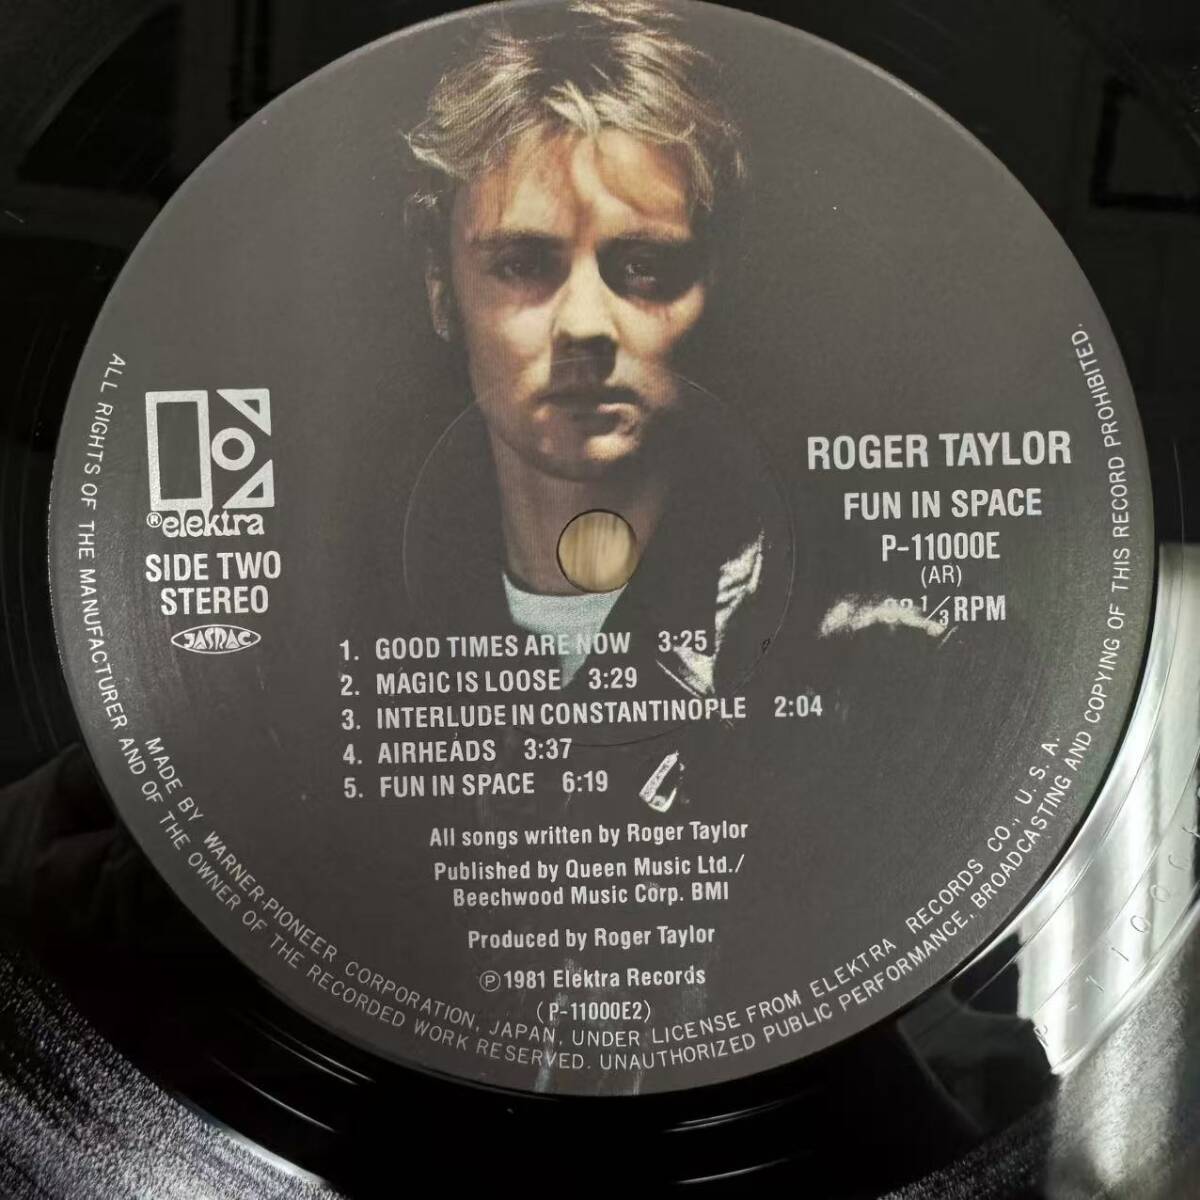 ®elektra
SIDE TWO
STEREO
JASRAC
ROGER TAYLOR
FUN IN SPACE
P-11000E
(AR)
1/3 RPM
1. GOOD TIMES ARE NOW 3:25
2. MAGIC IS LOOSE 3:29
3. INTERLUDE IN CONSTANTINOPLE 2:04
4. AIRHEADS 3:37
5. FUN IN SPACE 6:19
All songs written by Roger Taylor
Published by Queen Music Ltd./
Beechwood Music Corp. BMI
Produced by Roger Taylor
Ⓟ 1981 Elektra Records
(P-11000E2)
MADE BY WARNER-PIONEER CORPORATION, JAPAN, UNDER LICENSE FROM ELEKTRA RECORDS CO., U. S. A.
ALL RIGHTS OF THE MANUFACTURER AND OF THE OWNER OF THE RECORDED WORK RESERVED. UNAUTHORIZED PUBLIC PERFORMANCE, BROADCASTING AND COPYING OF THIS RECORD PROHIBITED.